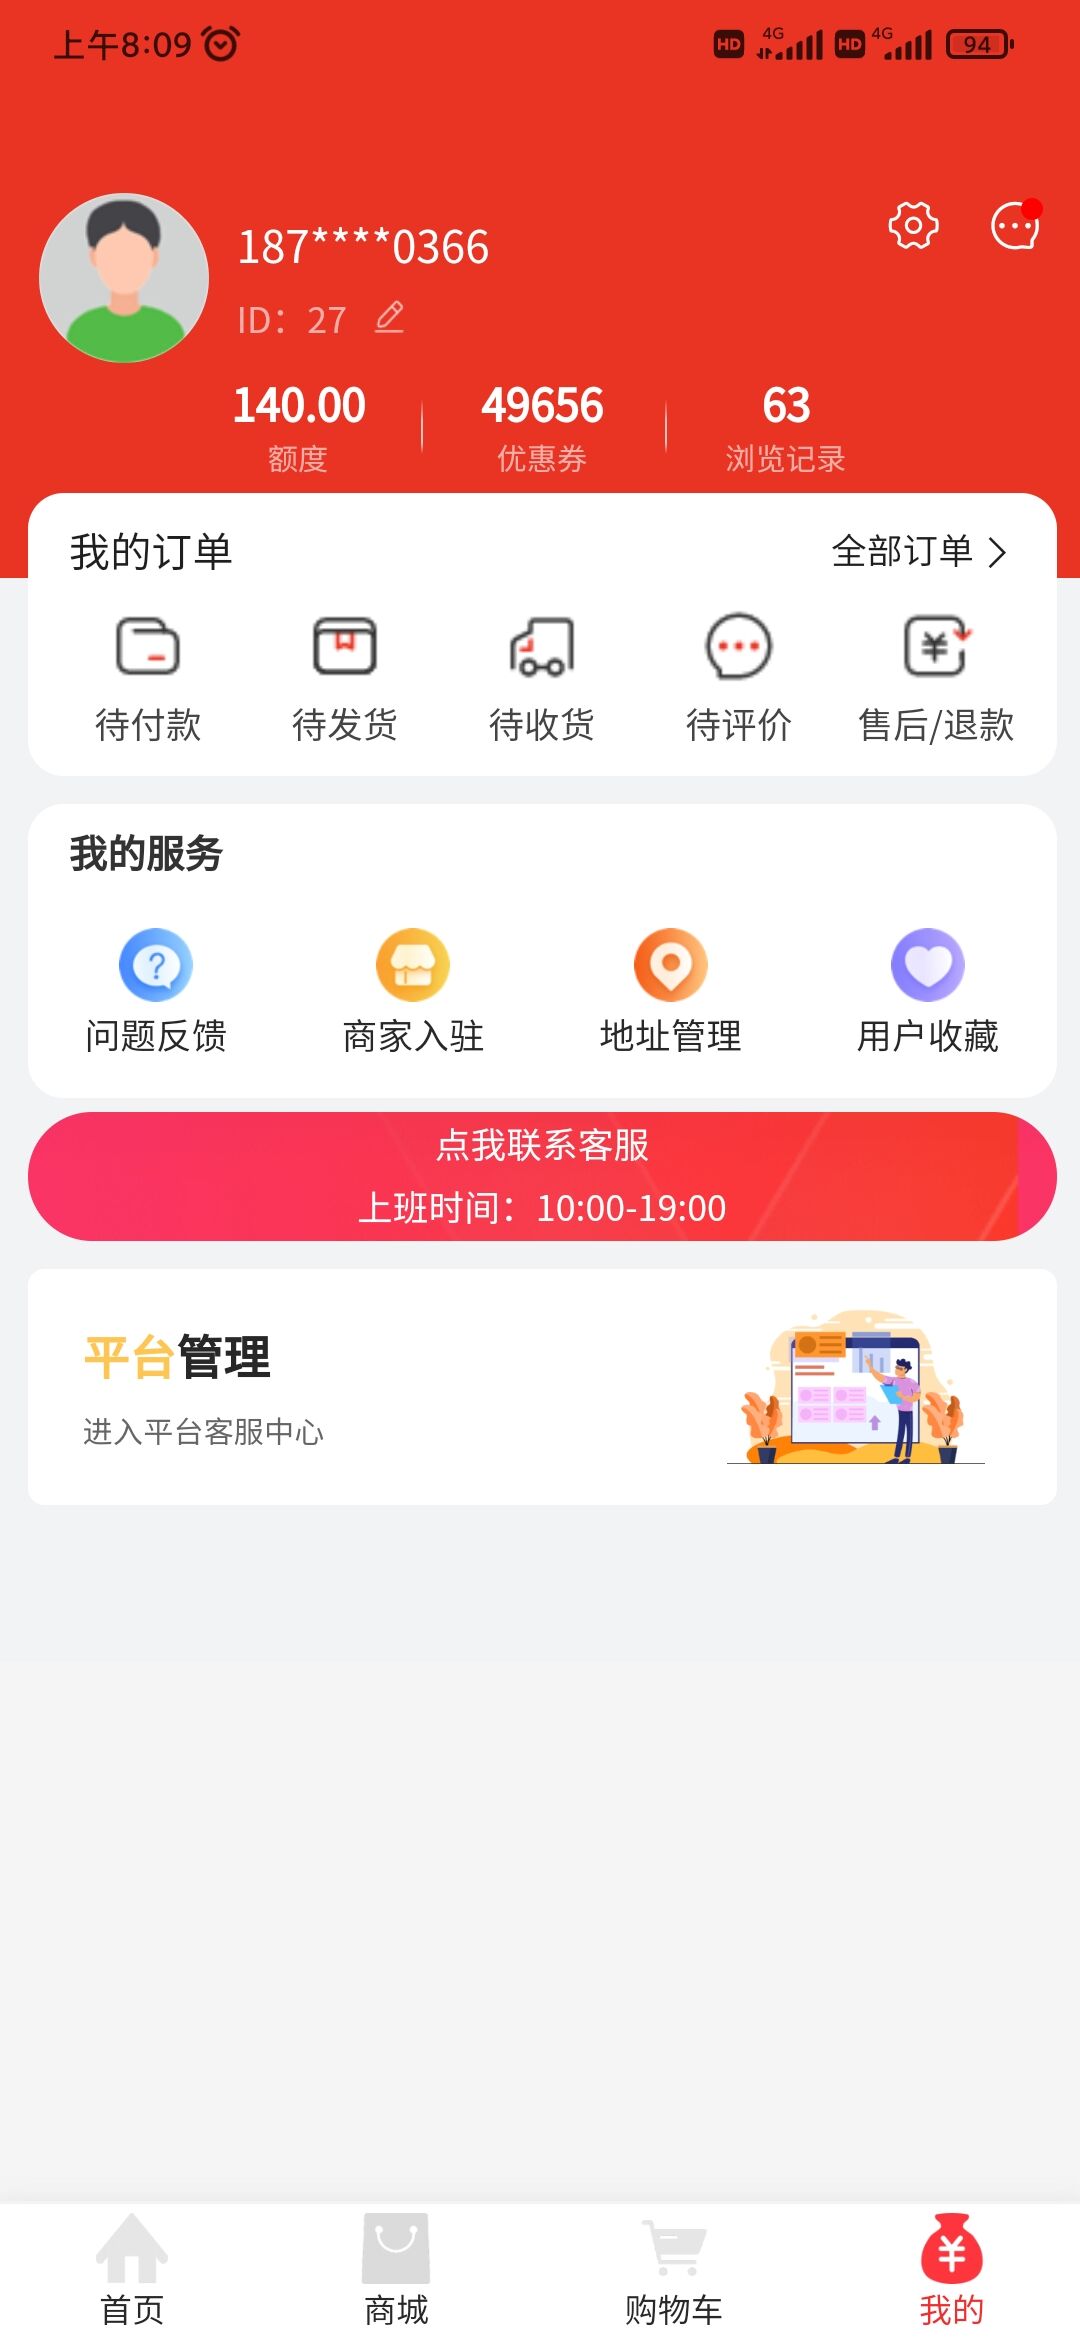 上午8:09
HD 4G HD 4G 94
187****0366
ID：27
140.00 49656 63
额度 优惠券 浏览记录
我的订单 全部订单
待付款 待发货 待收货 待评价 售后/退款
我的服务
问题反馈 商家入驻 地址管理 用户收藏
点我联系客服
上班时间：10:00-19:00
平台管理
进入平台客服中心
首页 商城 购物车 我的